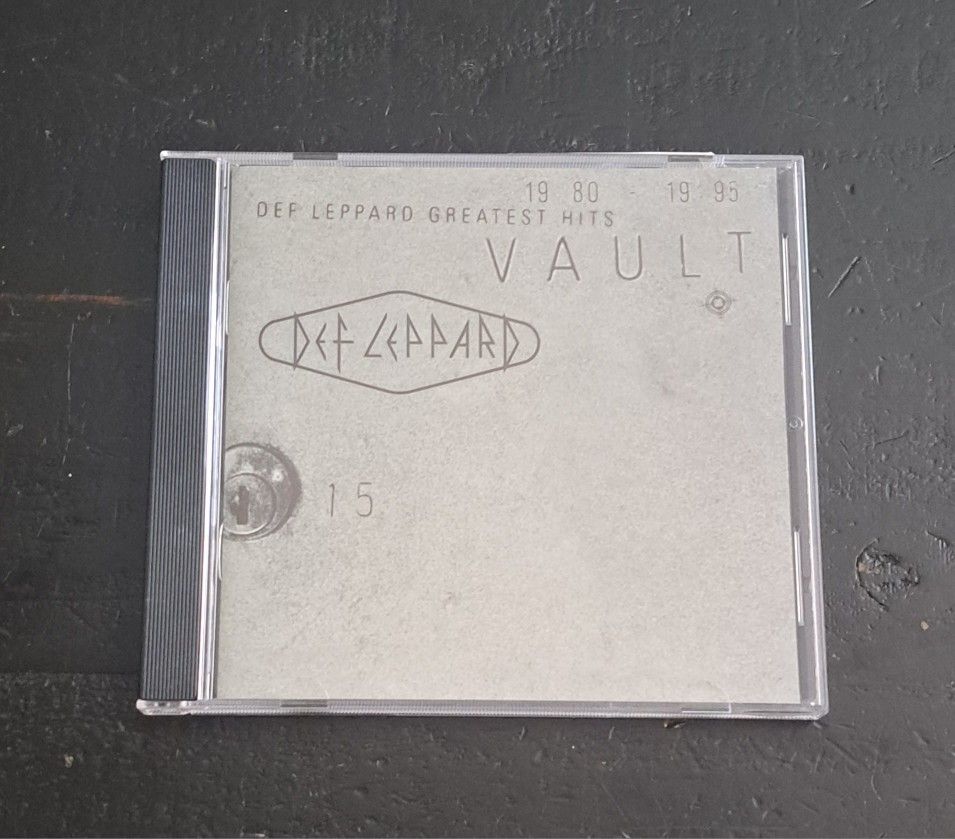 19 80 - 19 95
DEF LEPPARD GREATEST HITS
VAULT
DEF LEPPARD
15